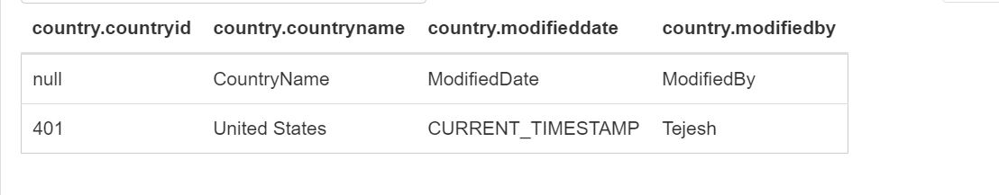 country.countryid country.countryname country.modifieddate country.modifiedby
null CountryName ModifiedDate ModifiedBy
401 United States CURRENT_TIMESTAMP Tejesh